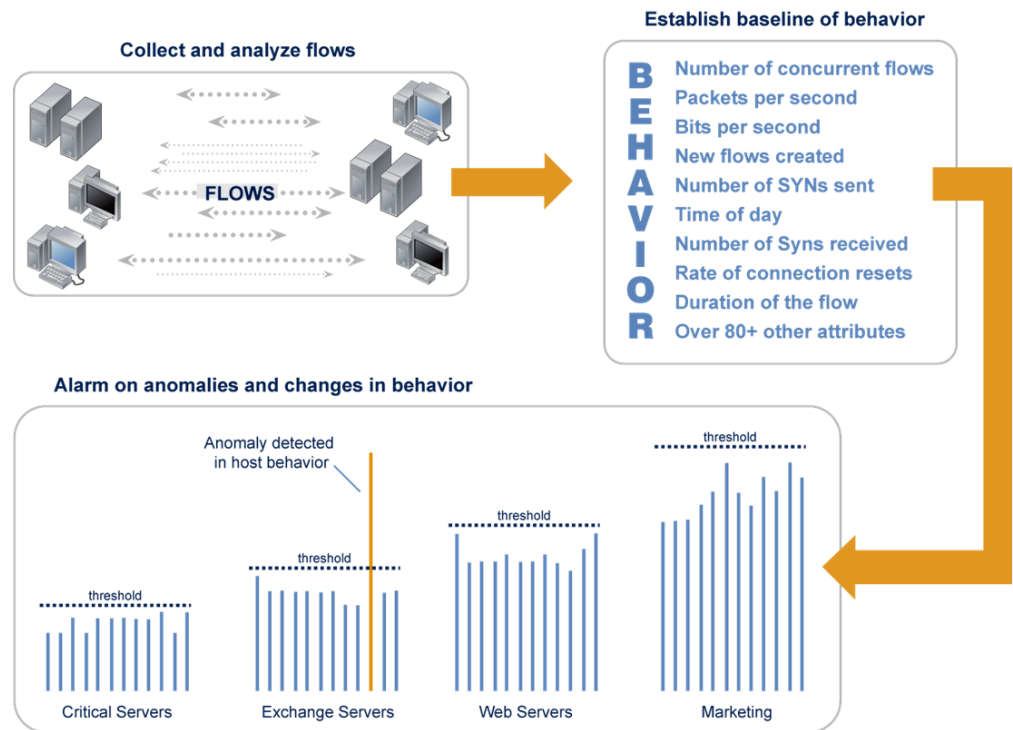 Collect and analyze flows
FLOWS
Establish baseline of behavior
BEHAVIOR
Number of concurrent flows
Packets per second
Bits per second
New flows created
Number of SYNs sent
Time of day
Number of Syns received
Rate of connection resets
Duration of the flow
Over 80+ other attributes
Alarm on anomalies and changes in behavior
Anomaly detected
in host behavior
threshold
threshold
threshold
threshold
Critical Servers
Exchange Servers
Web Servers
Marketing